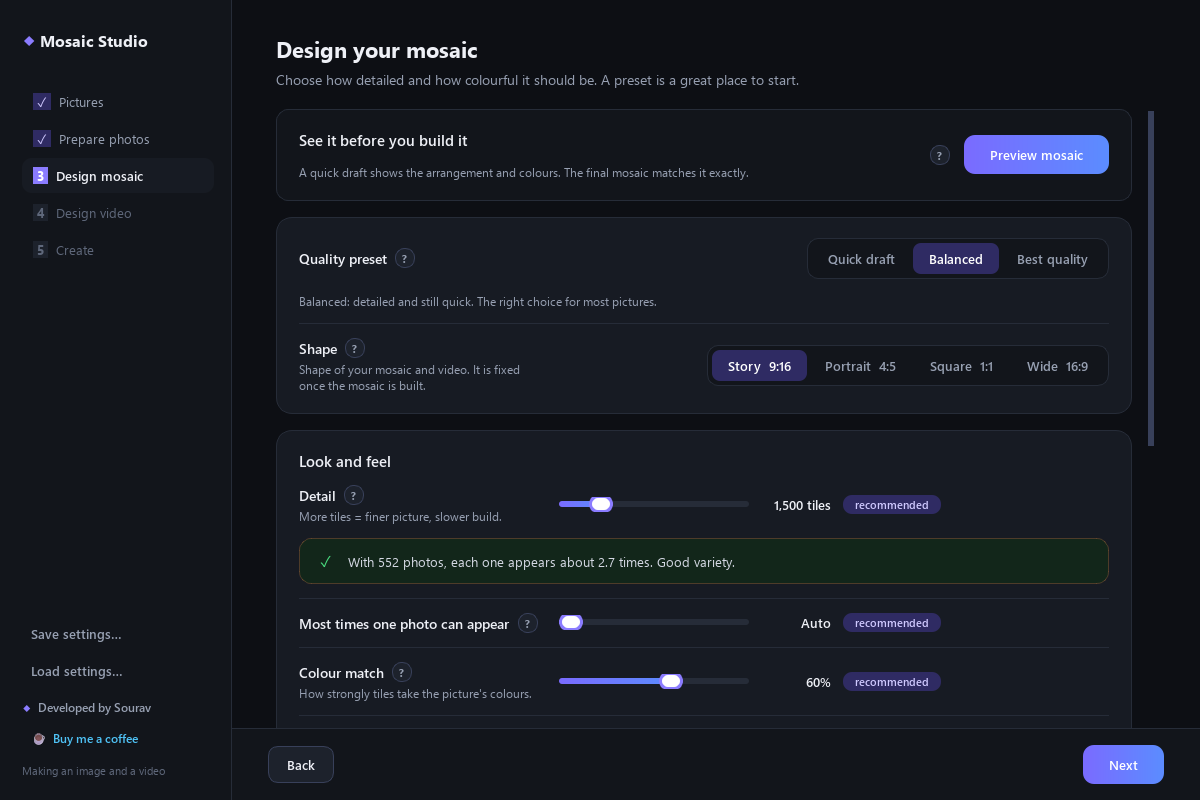 Mosaic Studio
Pictures
Prepare photos
3 Design mosaic
4 Design video
5 Create
Save settings...
Load settings...
Developed by Sourav
Buy me a coffee
Making an image and a video
Design your mosaic
Choose how detailed and how colourful it should be. A preset is a great place to start.
See it before you build it
A quick draft shows the arrangement and colours. The final mosaic matches it exactly.
? Preview mosaic
Quality preset ? Quick draft Balanced Best quality
Balanced: detailed and still quick. The right choice for most pictures.
Shape ?
Shape of your mosaic and video. It is fixed
once the mosaic is built.
Story 9:16 Portrait 4:5 Square 1:1 Wide 16:9
Look and feel
Detail ?
More tiles = finer picture, slower build.
1,500 tiles recommended
✓ With 552 photos, each one appears about 2.7 times. Good variety.
Most times one photo can appear ? Auto recommended
Colour match ?
How strongly tiles take the picture's colours.
60% recommended
Back Next